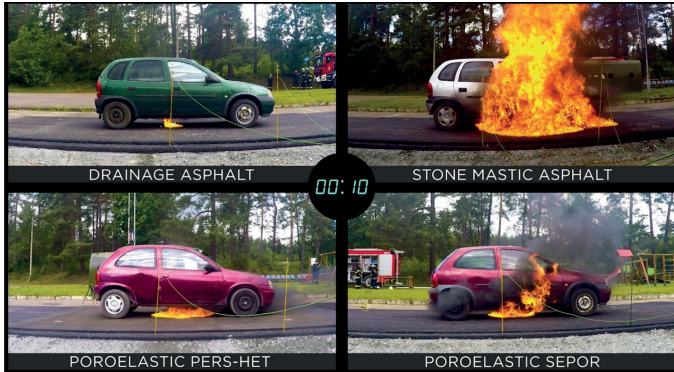 DRAINAGE ASPHALT
STONE MASTIC ASPHALT
00:10
POROELASTIC PERS-HET
POROELASTIC SEPOR